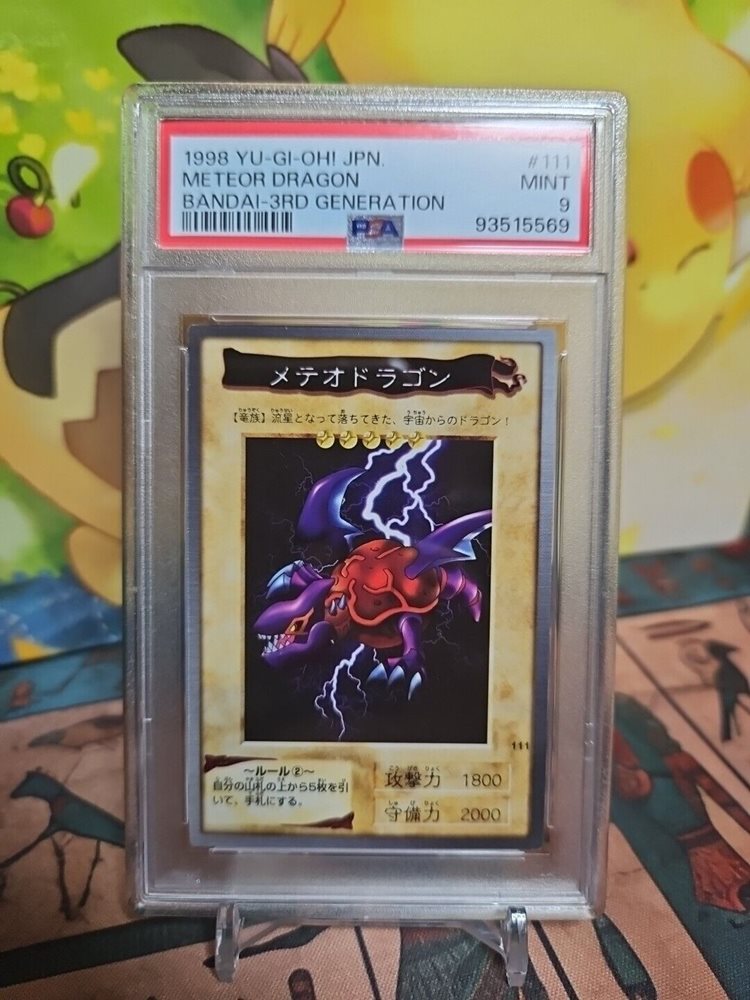 1998 YU-GI-OH! JPN. #111
METEOR DRAGON MINT
BANDAI-3RD GENERATION 9
PSA 93515569
メテオドラゴン
【竜族】流星となって落ちてきた、宇宙からのドラゴン!
111
〜ルール②〜
自分の山札の上から5枚を引
いて、手札にする。
攻撃力 1800
守備力 2000